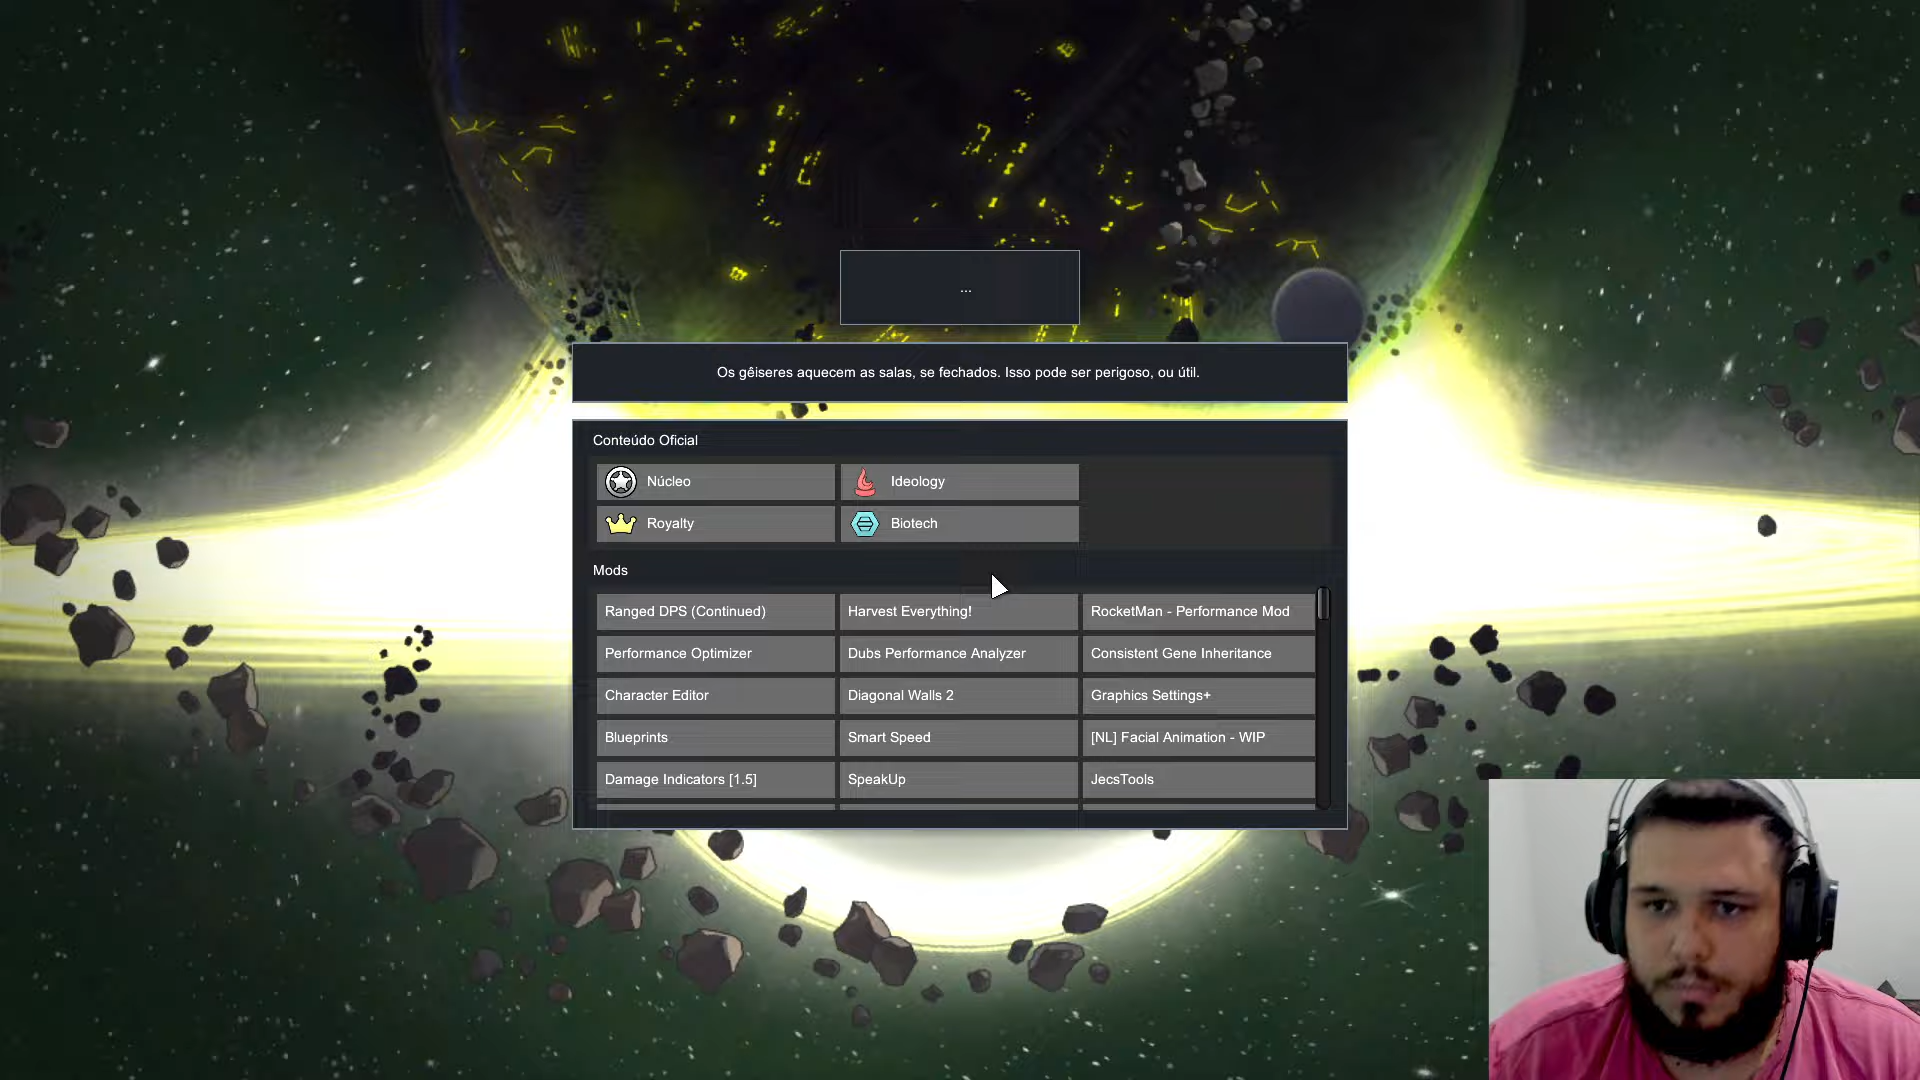 ...
Os gêiseres aquecem as salas, se fechados. Isso pode ser perigoso, ou útil.
Conteúdo Oficial
Núcleo
Ideology
Royalty
Biotech
Mods
Ranged DPS (Continued)
Harvest Everything!
RocketMan - Performance Mod
Performance Optimizer
Dubs Performance Analyzer
Consistent Gene Inheritance
Character Editor
Diagonal Walls 2
Graphics Settings+
Blueprints
Smart Speed
[NL] Facial Animation - WIP
Damage Indicators [1.5]
SpeakUp
JecsTools